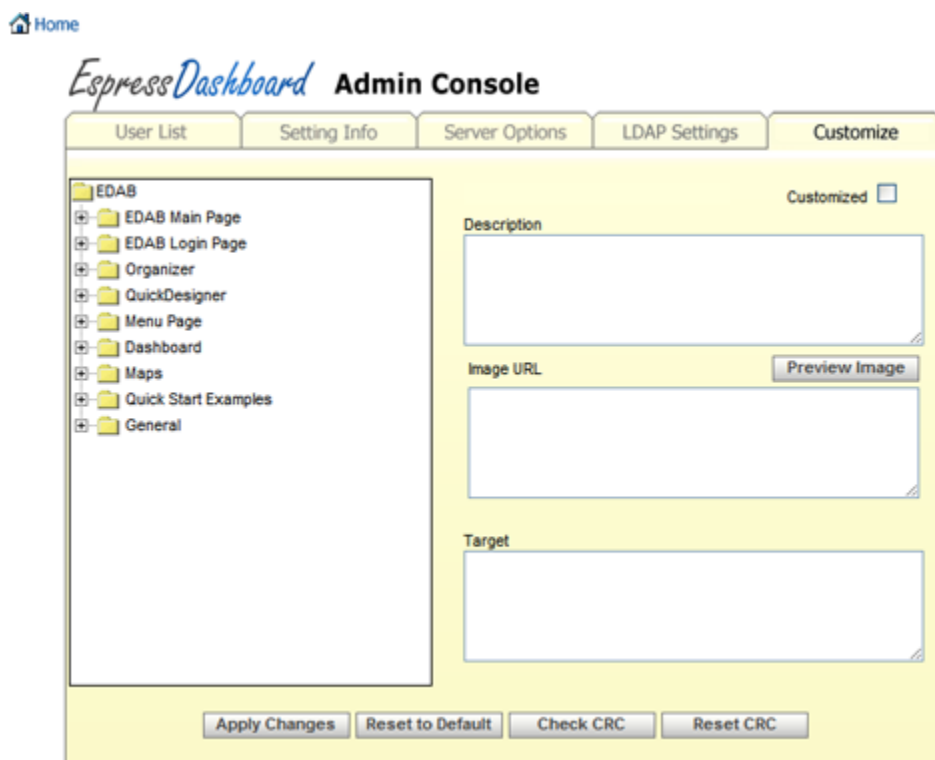 Home
EspressDashboard Admin Console
User List Setting Info Server Options LDAP Settings Customize
EDAB
EDAB Main Page
EDAB Login Page
Organizer
QuickDesigner
Menu Page
Dashboard
Maps
Quick Start Examples
General
Customized
Description
Image URL Preview Image
Target
Apply Changes Reset to Default Check CRC Reset CRC